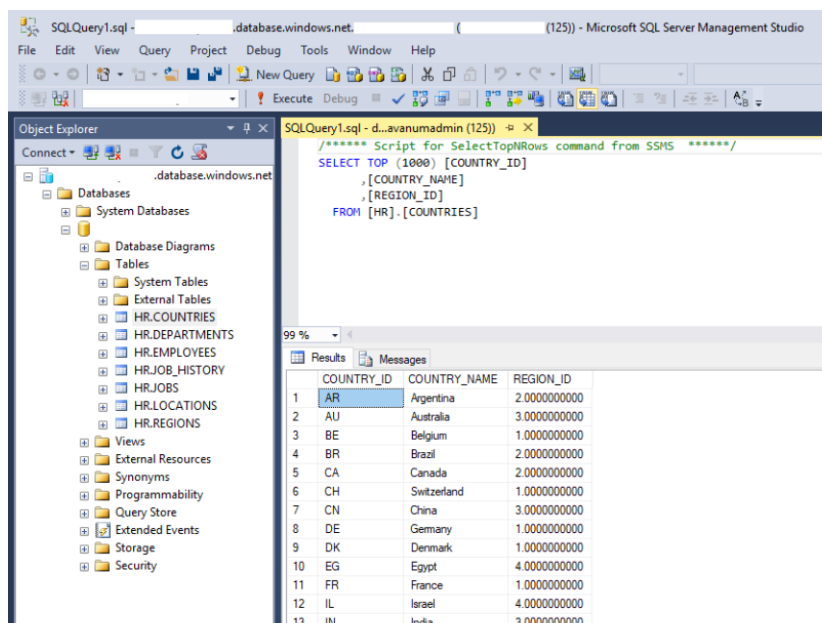 SQLQuery1.sql - .database.windows.net. ( (125)) - Microsoft SQL Server Management Studio
File Edit View Query Project Debug Tools Window Help
New Query
Execute Debug
Object Explorer
Connect
.database.windows.net
Databases
System Databases
Database Diagrams
Tables
System Tables
External Tables
HR.COUNTRIES
HR.DEPARTMENTS
HR.EMPLOYEES
HR.JOB_HISTORY
HR.JOBS
HR.LOCATIONS
HR.REGIONS
Views
External Resources
Synonyms
Programmability
Query Store
Extended Events
Storage
Security
SQLQuery1.sql - d...avanumadmin (125))
/****** Script for SelectTopNRows command from SSMS ******/
SELECT TOP (1000) [COUNTRY_ID]
,[COUNTRY_NAME]
,[REGION_ID]
FROM [HR].[COUNTRIES]
99 %
Results Messages
COUNTRY_ID COUNTRY_NAME REGION_ID
1 AR Argentina 2.0000000000
2 AU Australia 3.0000000000
3 BE Belgium 1.0000000000
4 BR Brazil 2.0000000000
5 CA Canada 2.0000000000
6 CH Switzerland 1.0000000000
7 CN China 3.0000000000
8 DE Germany 1.0000000000
9 DK Denmark 1.0000000000
10 EG Egypt 4.0000000000
11 FR France 1.0000000000
12 IL Israel 4.0000000000
13 IN India 3.0000000000